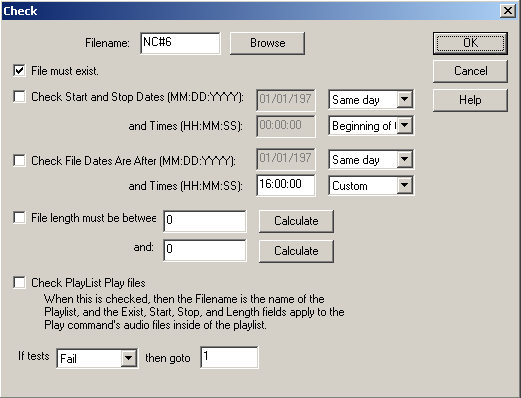 Check
Filename: NC#6 Browse OK
File must exist. Cancel
Check Start and Stop Dates (MM:DD:YYYY): 01/01/197 Same day Help
and Times (HH:MM:SS): 00:00:00 Beginning of
Check File Dates Are After (MM:DD:YYYY): 01/01/197 Same day
and Times (HH:MM:SS): 16:00:00 Custom
File length must be betwee 0 Calculate
and: 0 Calculate
Check PlayList Play files
When this is checked, then the Filename is the name of the
Playlist, and the Exist, Start, Stop, and Length fields apply to the
Play command's audio files inside of the playlist.
If tests Fail then goto 1